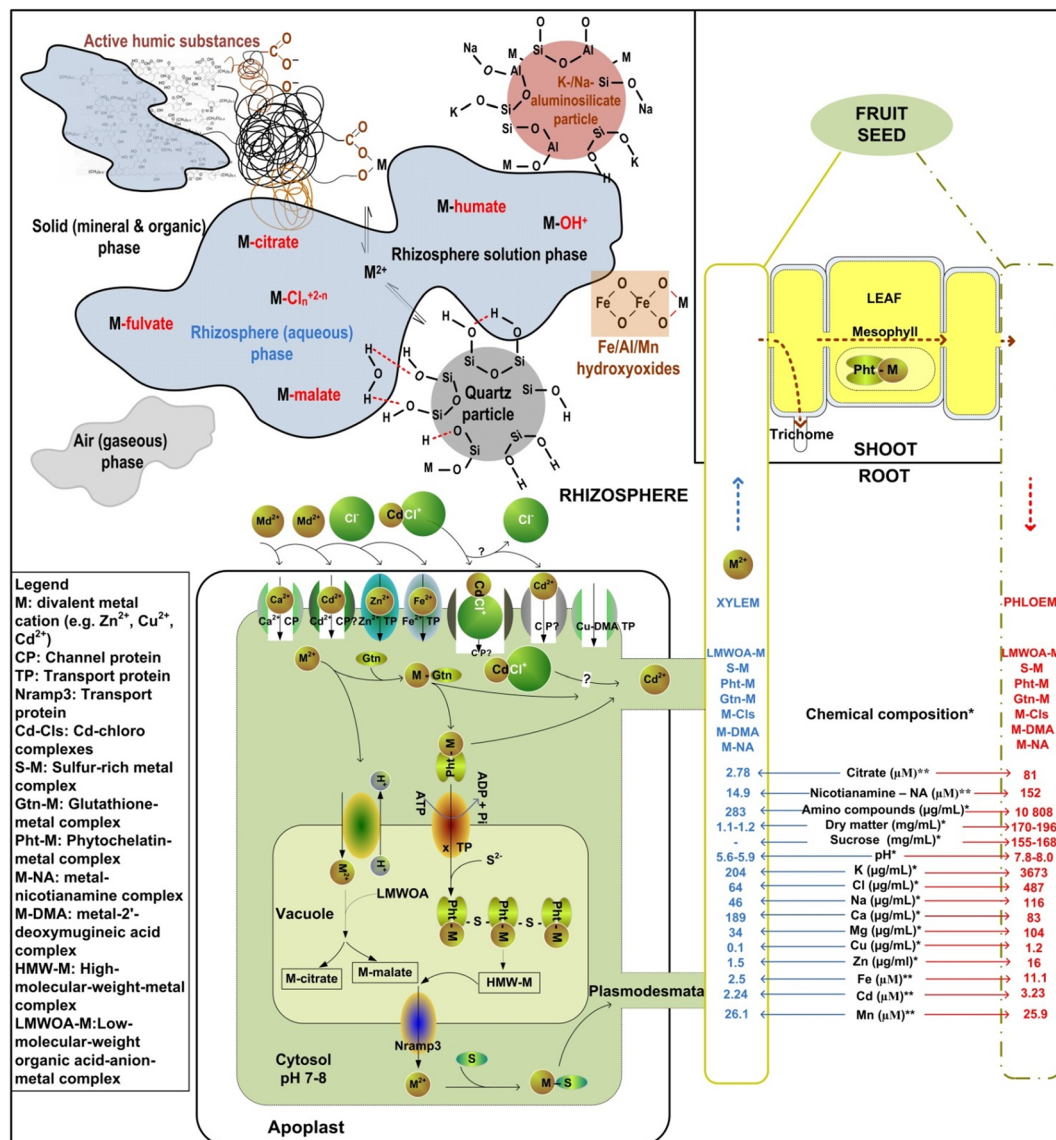 Active humic substances
Solid (mineral & organic)
phase
M-citrate
M-humate
M-OH⁺
Rhizosphere solution phase
M²⁺
M-Clₙ⁺²⁻ⁿ
M-fulvate
Rhizosphere (aqueous)
phase
M-malate
Air (gaseous)
phase
K-/Na-
aluminosilicate
particle
Fe/Al/Mn
hydroxyoxides
Quartz
particle
RHIZOSPHERE
FRUIT
SEED
LEAF
Mesophyll
Pht - M
Trichome
SHOOT
ROOT
Md²⁺ Md²⁺ Cl⁻ CdCl⁺ Cl⁻
?
Ca²⁺ Cd²⁺ Zn²⁺ Fe²⁺ CdCl⁺ Cd²⁺
Ca²⁺ CP Cd²⁺ CP? Zn²⁺ TP Fe²⁺ TP CP? CP? Cu-DMA TP
M²⁺ Gtn M - Gtn CdCl⁺ ? Cd²⁺
Pht-M
H⁺
ATP ADP + Pi
x TP
M²⁺ H⁺
S²⁻
LMWOA
Vacuole
Pht-M - S - Pht-M - S - Pht-M
M-citrate M-malate HMW-M
Nramp3
M²⁺ S M-S
Plasmodesmata
Cytosol
pH 7-8
Apoplast
Legend
M: divalent metal
cation (e.g. Zn²⁺, Cu²⁺,
Cd²⁺)
CP: Channel protein
TP: Transport protein
Nramp3: Transport
protein
Cd-Cls: Cd-chloro
complexes
S-M: Sulfur-rich metal
complex
Gtn-M: Glutathione-
metal complex
Pht-M: Phytochelatin-
metal complex
M-NA: metal-
nicotianamine complex
M-DMA: metal-2'-
deoxymugineic acid
complex
HMW-M: High-
molecular-weight-metal
complex
LMWOA-M:Low-
molecular-weight
organic acid-anion-
metal complex
M²⁺
XYLEM PHLOEM
LMWOA-M LMWOA-M
S-M S-M
Pht-M Pht-M
Gtn-M Gtn-M
M-Cls Chemical composition* M-Cls
M-DMA M-DMA
M-NA M-NA
2.78 Citrate (µM)** 81
14.9 Nicotianamine – NA (µM)** 152
283 Amino compounds (µg/mL)* 10 808
1.1-1.2 Dry matter (mg/mL)* 170-196
- Sucrose (mg/mL)* 155-168
5.6-5.9 pH* 7.8-8.0
204 K (µg/mL)* 3673
64 Cl (µg/mL)* 487
46 Na (µg/mL)* 116
189 Ca (µg/mL)* 83
34 Mg (µg/mL)* 104
0.1 Cu (µg/mL)* 1.2
1.5 Zn (µg/ml)* 16
2.5 Fe (µM)** 11.1
2.24 Cd (µM)** 3.23
26.1 Mn (µM)** 25.9